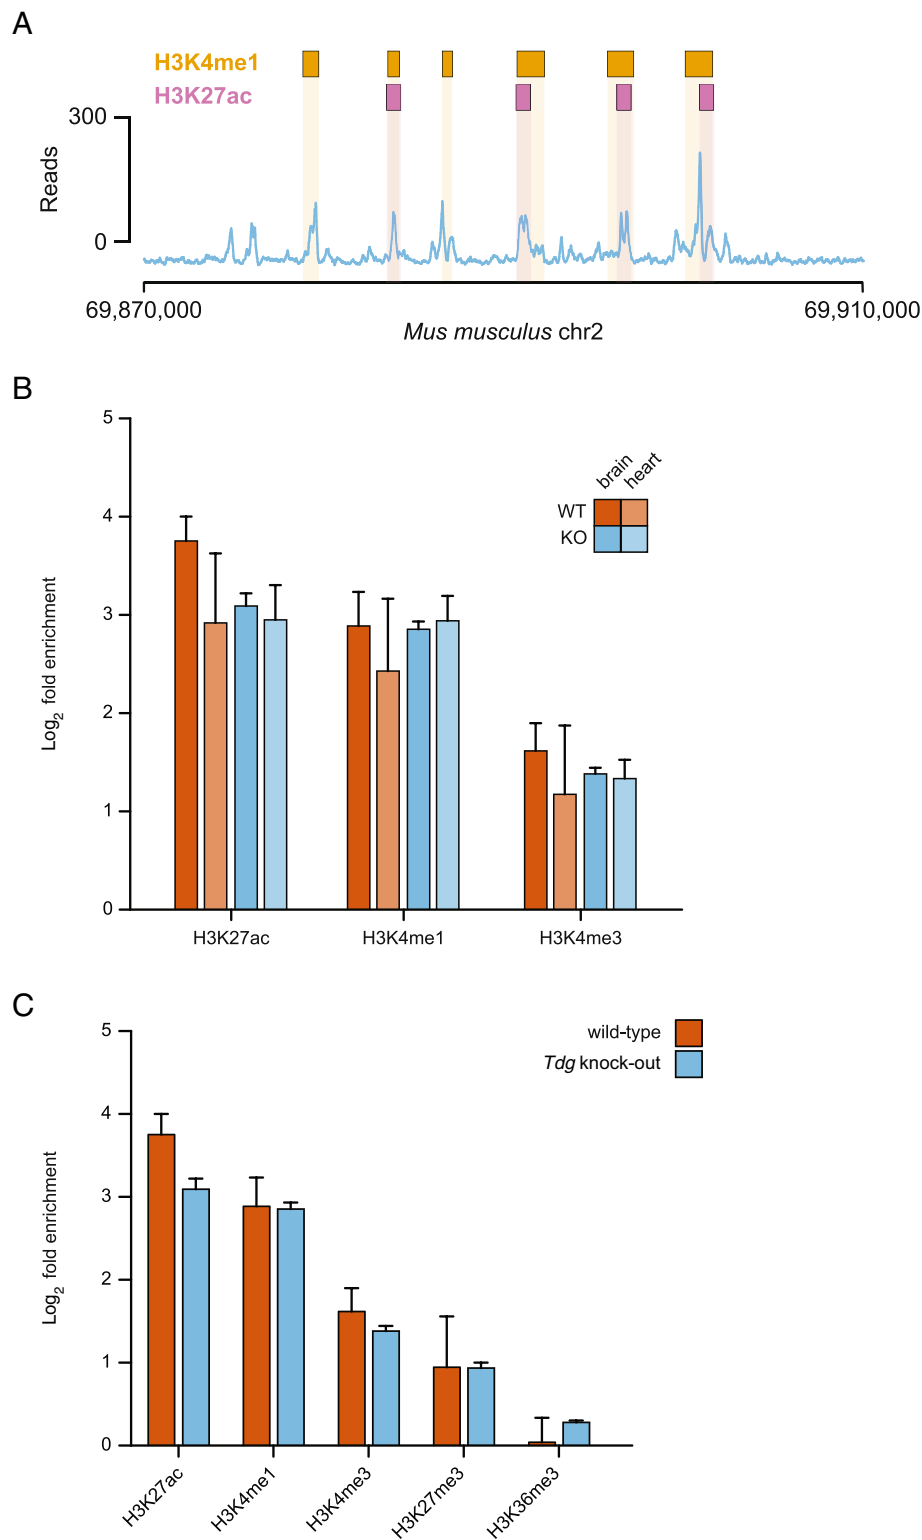 A
H3K4me1
H3K27ac
300
Reads
0
69,870,000
69,910,000
Mus musculus chr2
B
5
4
3
2
1
0
Log2 fold enrichment
brain
heart
WT
KO
H3K27ac
H3K4me1
H3K4me3
C
5
4
3
2
1
0
Log2 fold enrichment
wild-type
Tdg knock-out
H3K27ac
H3K4me1
H3K4me3
H3K27me3
H3K36me3